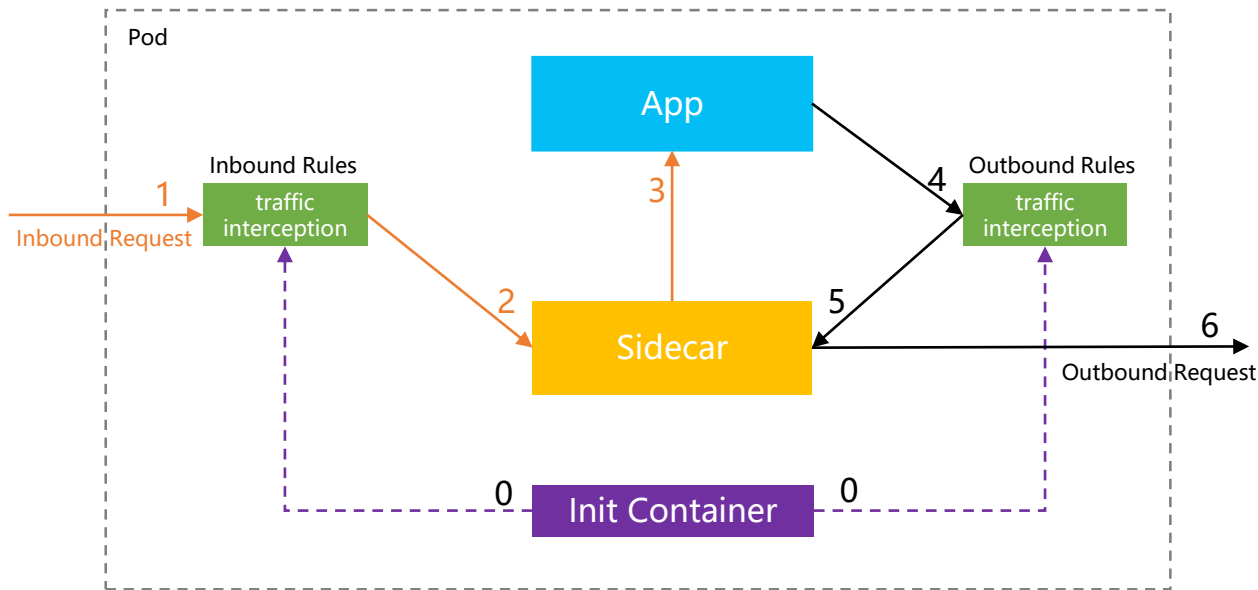 Pod
App
Inbound Rules
Outbound Rules
1
traffic
interception
3
4
traffic
interception
Inbound Request
2
5
Sidecar
6
Outbound Request
0
Init Container
0